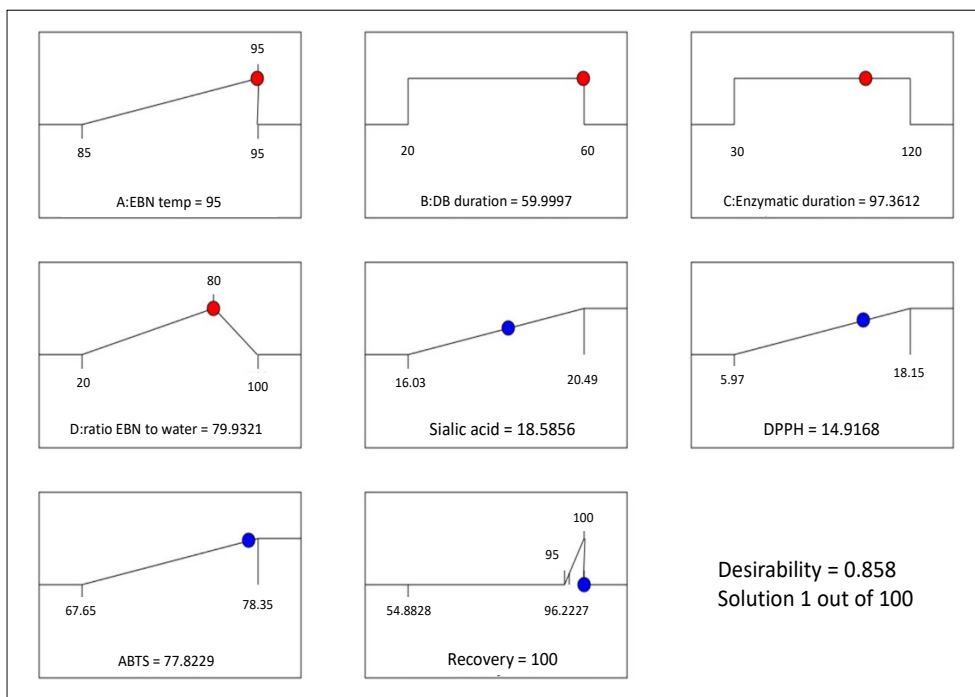 95
85
95
A:EBN temp = 95
20
60
B:DB duration = 59.9997
30
120
C:Enzymatic duration = 97.3612
80
20
100
D:ratio EBN to water = 79.9321
16.03
20.49
Sialic acid = 18.5856
5.97
18.15
DPPH = 14.9168
67.65
78.35
ABTS = 77.8229
100
95
54.8828
96.2227
Recovery = 100
Desirability = 0.858
Solution 1 out of 100